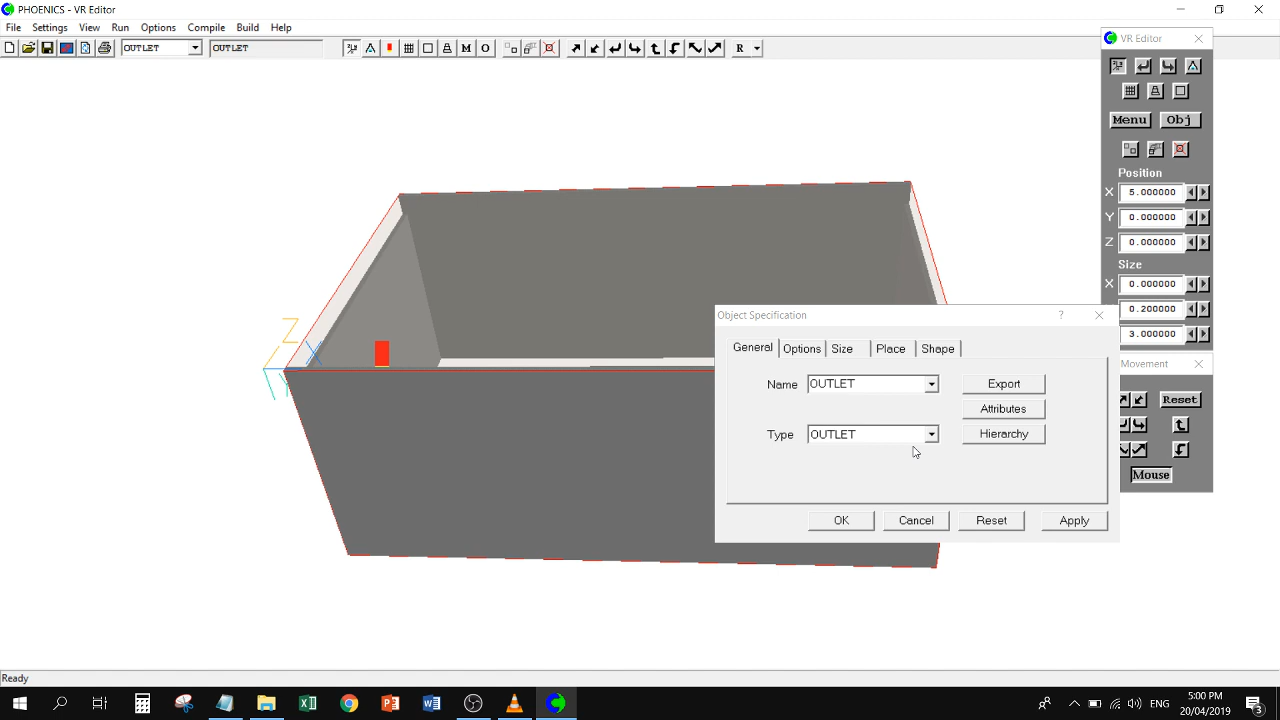 PHOENICS - VR Editor
File Settings View Run Options Compile Build Help
OUTLET OUTLET M O R
VR Editor
Menu Obj
Position
X 5.000000
Y 0.000000
Z 0.000000
Size
X 0.000000
0.200000
3.000000
Movement
Reset
Mouse
Z
X
Y
Object Specification ?
General Options Size Place Shape
Name OUTLET Export
Attributes
Type OUTLET Hierarchy
OK Cancel Reset Apply
Ready
ENG
5:00 PM
20/04/2019
3